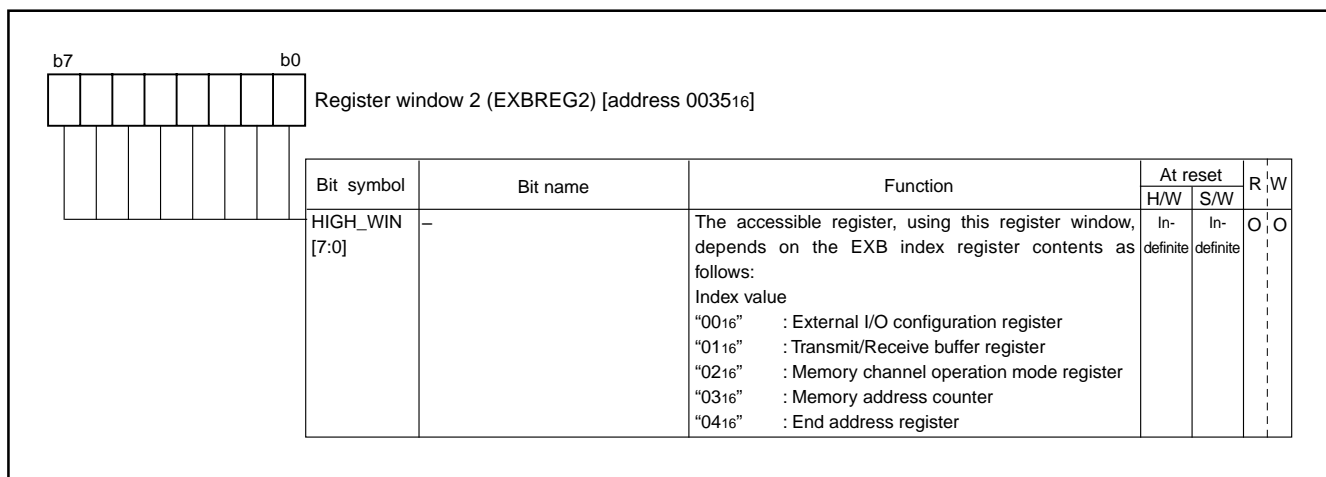 b7 b0
Register window 2 (EXBREG2) [address 003516]
Bit symbol Bit name Function At reset R W
H/W S/W
HIGH_WIN – The accessible register, using this register window, In- In- O O
[7:0] depends on the EXB index register contents as definite definite
follows:
Index value
“0016” : External I/O configuration register
“0116” : Transmit/Receive buffer register
“0216” : Memory channel operation mode register
“0316” : Memory address counter
“0416” : End address register